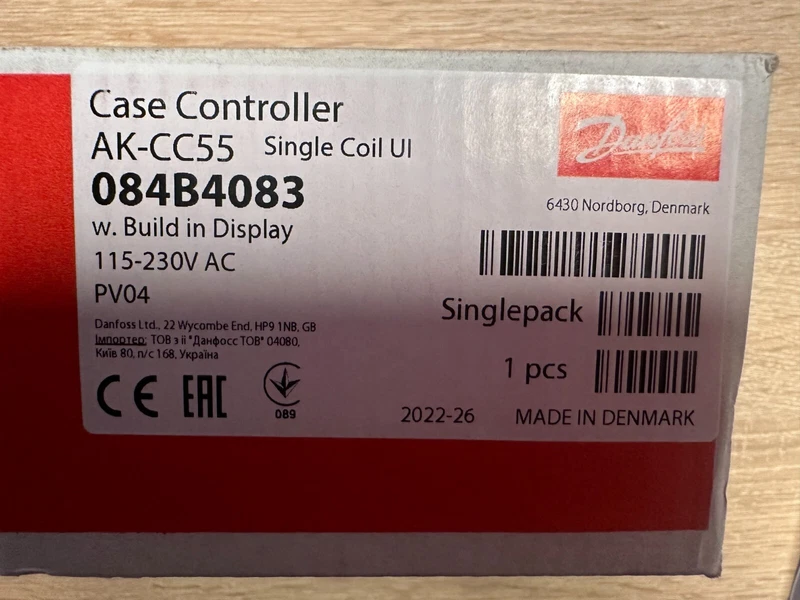 Case Controller
AK-CC55 Single Coil UI
084B4083
w. Build in Display
115-230V AC
PV04
Danfoss Ltd., 22 Wycombe End, HP9 1NB, GB
Імпортер: ТОВ з іі "Данфосс ТОВ" 04080,
Київ 80, п/с 168, Україна
CE EAC
089
Danfoss
6430 Nordborg, Denmark
Singlepack
1 pcs
2022-26 MADE IN DENMARK